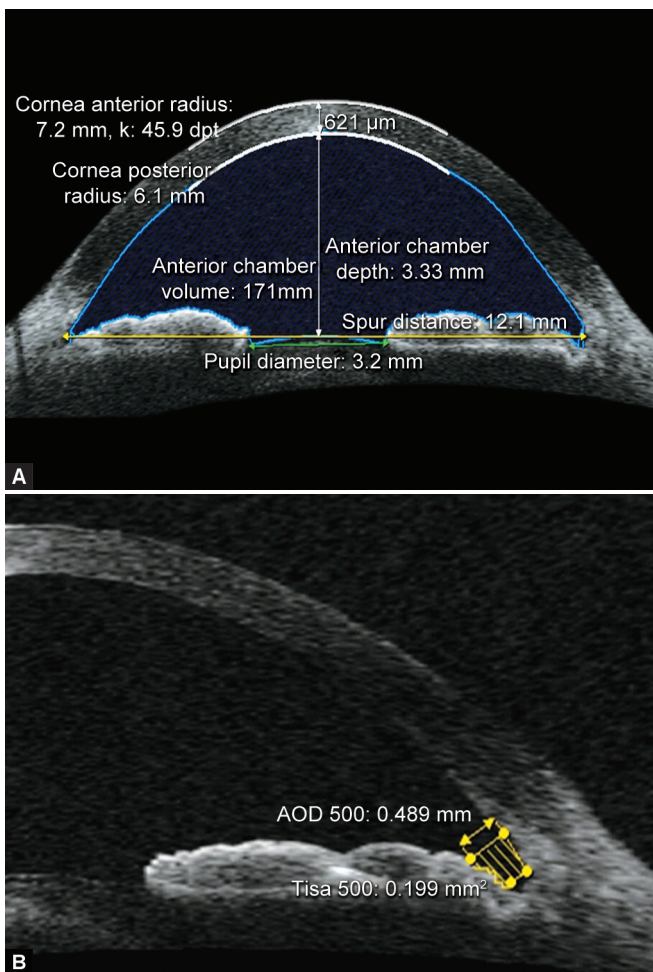 Cornea anterior radius:
7.2 mm, k: 45.9 dpt
621 μm
Cornea posterior
radius: 6.1 mm
Anterior chamber
depth: 3.33 mm
Anterior chamber
volume: 171mm
Spur distance: 12.1 mm
Pupil diameter: 3.2 mm
A
AOD 500: 0.489 mm
Tisa 500: 0.199 mm²
B